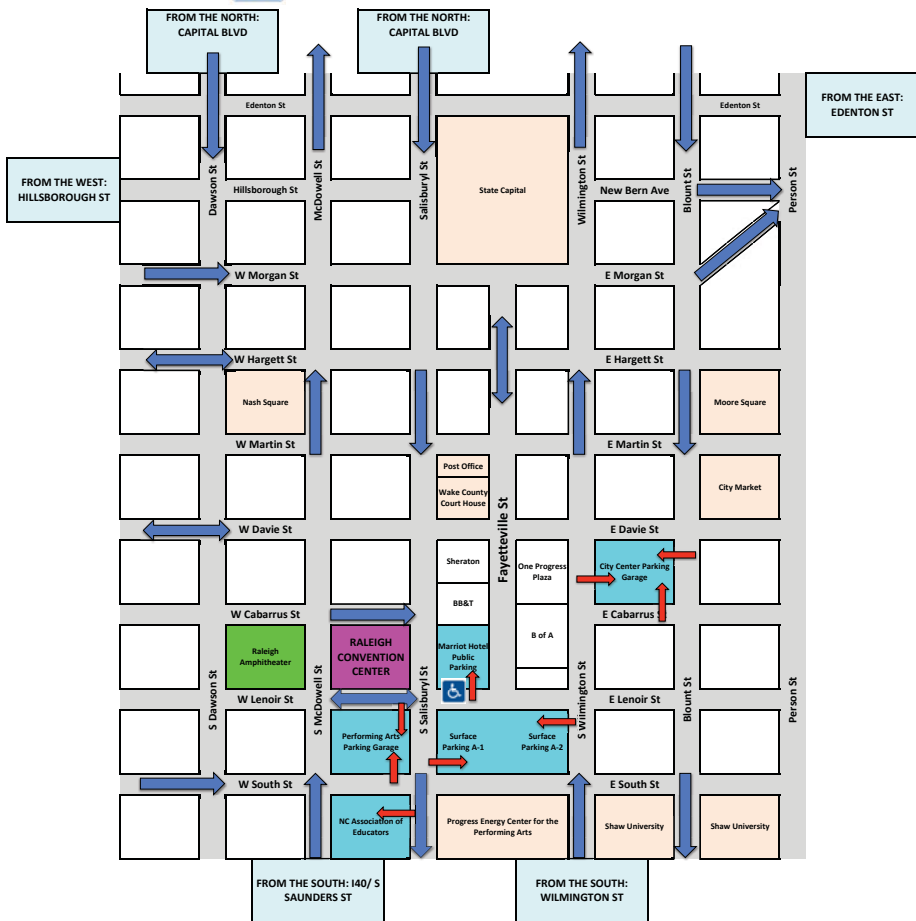 FROM THE NORTH:
CAPITAL BLVD
FROM THE NORTH:
CAPITAL BLVD
Edenton St
Edenton St
FROM THE EAST:
EDENTON ST
FROM THE WEST:
HILLSBOROUGH ST
Dawson St
Hillsborough St
McDowell St
Salisburyl St
State Capital
Wilmington St
New Bern Ave
Blount St
Person St
W Morgan St
E Morgan St
W Hargett St
E Hargett St
Nash Square
Moore Square
W Martin St
E Martin St
Post Office
Wake County
Court House
City Market
Fayetteville St
W Davie St
E Davie St
Sheraton
One Progress
Plaza
City Center Parking
Garage
BB&T
W Cabarrus St
E Cabarrus St
B of A
Raleigh
Amphitheater
RALEIGH
CONVENTION
CENTER
Marriot Hotel
Public
Parking
S Dawson St
S McDowell St
S Salisburyl St
S Wilmington St
Blount St
Person St
W Lenoir St
E Lenoir St
Performing Arts
Parking Garage
Surface
Parking A-1
Surface
Parking A-2
W South St
E South St
NC Association of
Educators
Progress Energy Center for the
Performing Arts
Shaw University
Shaw University
FROM THE SOUTH: I40/ S
SAUNDERS ST
FROM THE SOUTH:
WILMINGTON ST